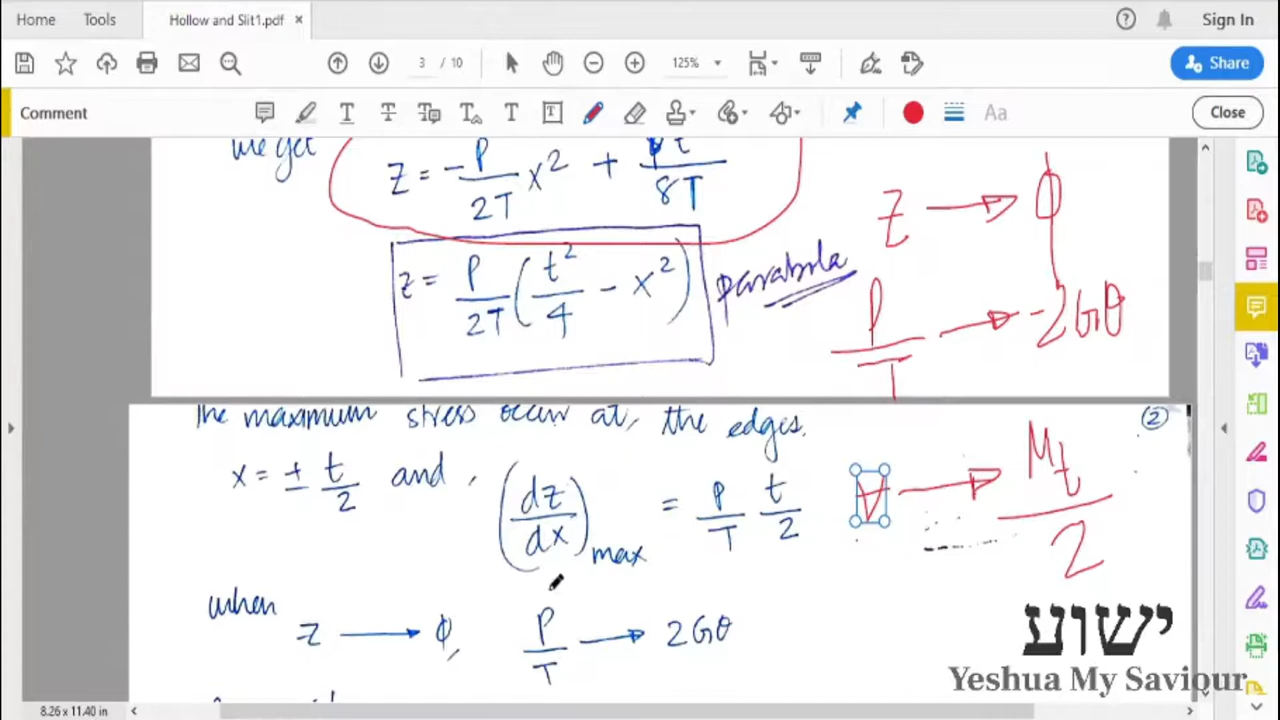 Home Tools Hollow and Slit1.pdf × ? Sign In
3 / 10 125% Share
Comment Aa Close
we get
Z = -P/2T x² + Pt/8T
z = P/2T (t²/4 - x²) parabola
Z → ϕ
P/T → -2Gθ
The maximum stress occur at, the edges. ②
x = ± t/2 and, (dz/dx)max = P/T t/2
V → Mt/2
when
z → ϕ, P/T → 2Gθ
ישוע
Yeshua My Saviour
8.26 x 11.40 in